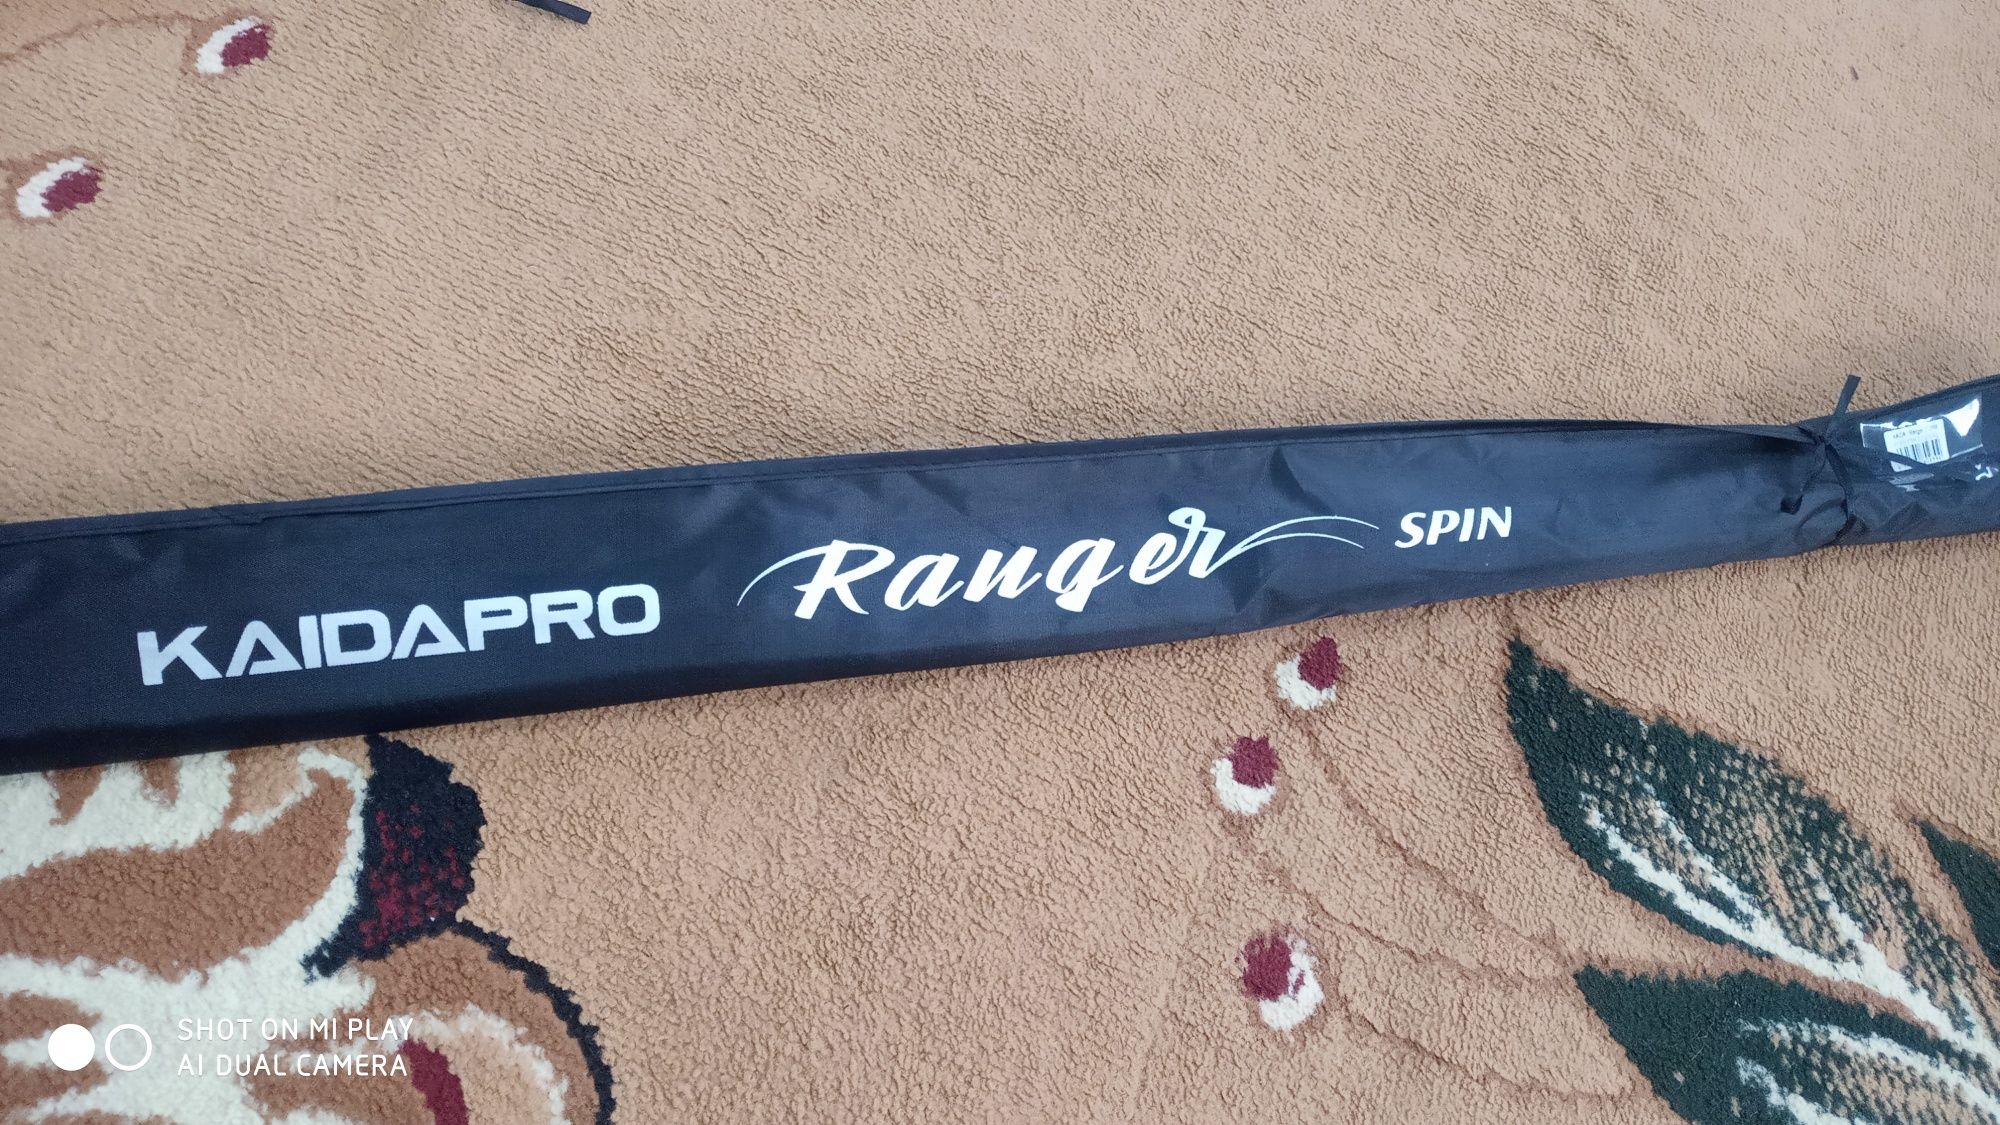 KAIDAPRO Ranger SPIN
SHOT ON MI PLAY
AI DUAL CAMERA